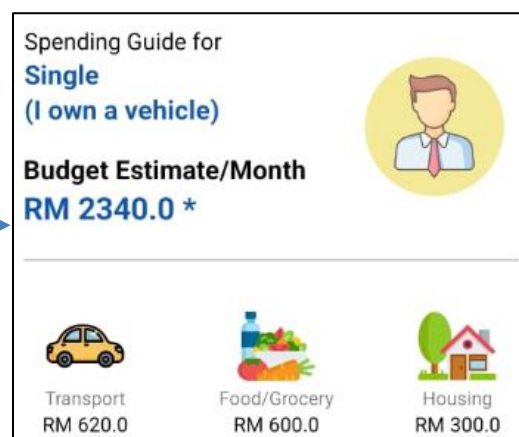 Spending Guide for
Single
(I own a vehicle)
Budget Estimate/Month
RM 2340.0 *
Transport Food/Grocery Housing
RM 620.0 RM 600.0 RM 300.0